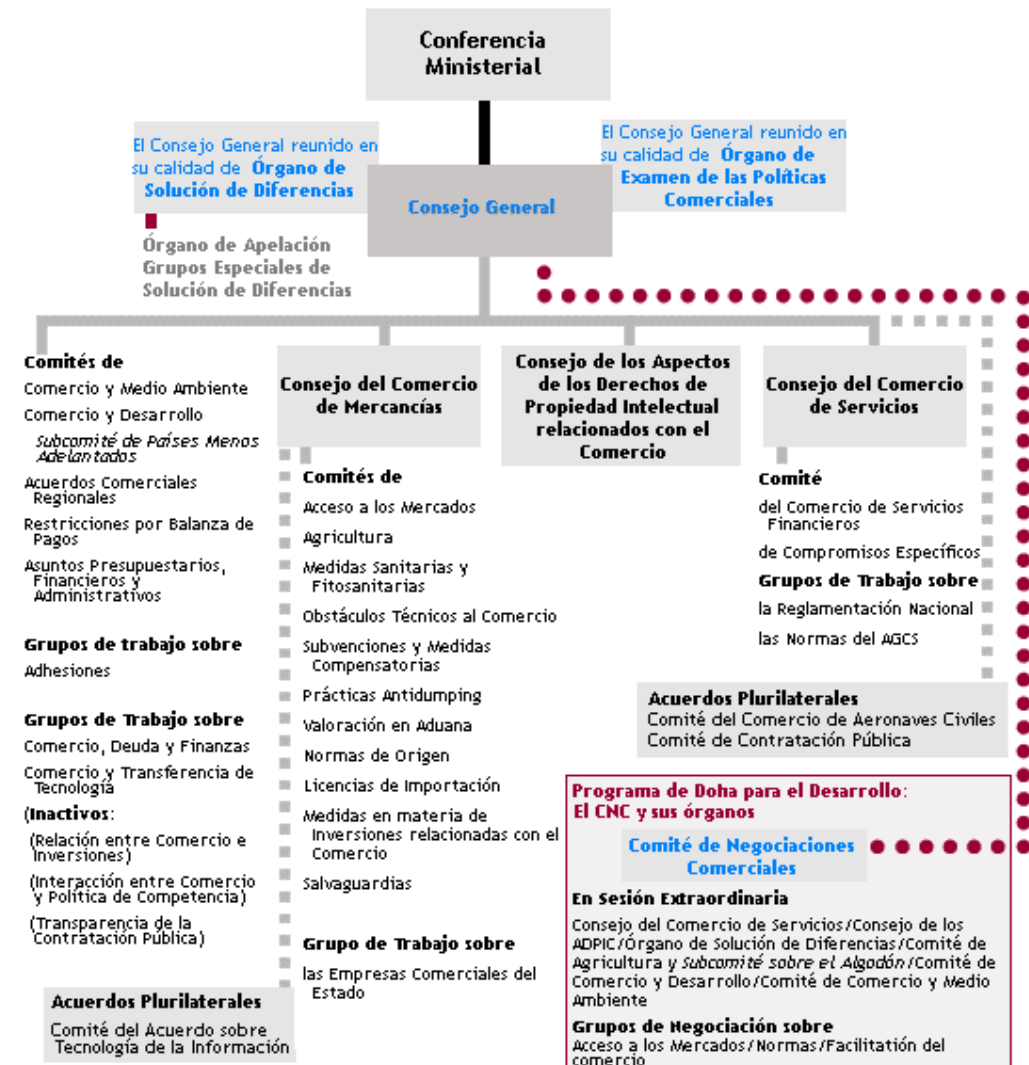 Conferencia
Ministerial
El Consejo General reunido en
su calidad de Órgano de
Solución de Diferencias
El Consejo General reunido en
su calidad de Órgano de
Examen de las Políticas
Comerciales
Consejo General
Órgano de Apelación
Grupos Especiales de
Solución de Diferencias
Comités de
Comercio y Medio Ambiente
Comercio y Desarrollo
Subcomité de Países Menos
Adelantados
Acuerdos Comerciales
Regionales
Restricciones por Balanza de
Pagos
Asuntos Presupuestarios,
Financieros y
Administrativos
Grupos de trabajo sobre
Adhesiones
Grupos de Trabajo sobre
Comercio, Deuda y Finanzas
Comercio y Transferencia de
Tecnología
(Inactivos:
(Relación entre Comercio e
Inversiones)
(Interacción entre Comercio
y Política de Competencia)
(Transparencia de la
Contratación Pública)
Acuerdos Plurilaterales
Comité del Acuerdo sobre
Tecnología de la Información
Consejo del Comercio
de Mercancías
Comités de
Acceso a los Mercados
Agricultura
Medidas Sanitarias y
Fitosanitarias
Obstáculos Técnicos al Comercio
Subvenciones y Medidas
Compensatorias
Prácticas Antidumping
Valoración en Aduana
Normas de Origen
Licencias de Importación
Medidas en materia de
Inversiones relacionadas con el
Comercio
Salvaguardias
Grupo de Trabajo sobre
las Empresas Comerciales del
Estado
Consejo de los Aspectos
de los Derechos de
Propiedad Intelectual
relacionados con el
Comercio
Consejo del Comercio
de Servicios
Comité
del Comercio de Servicios
Financieros
de Compromisos Específicos
Grupos de Trabajo sobre
la Reglamentación Nacional
las Normas del AGCS
Acuerdos Plurilaterales
Comité del Comercio de Aeronaves Civiles
Comité de Contratación Pública
Programa de Doha para el Desarrollo:
El CNC y sus órganos
Comité de Negociaciones
Comerciales
En Sesión Extraordinaria
Consejo del Comercio de Servicios/Consejo de los
ADPIC/Órgano de Solución de Diferencias/Comité de
Agricultura y Subcomité sobre el Algodón/Comité de
Comercio y Desarrollo/Comité de Comercio y Medio
Ambiente
Grupos de Negociación sobre
Acceso a los Mercados/Normas/Facilitatión del
comercio